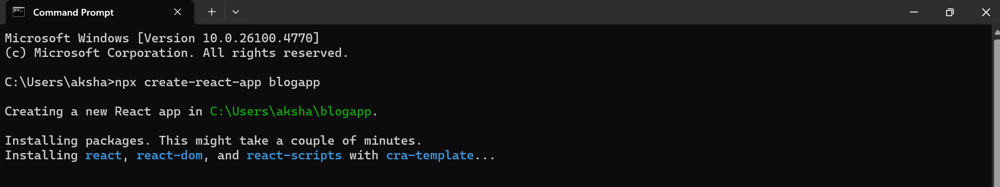 Command Prompt
Microsoft Windows [Version 10.0.26100.4770]
(c) Microsoft Corporation. All rights reserved.
C:\Users\aksha>npx create-react-app blogapp
Creating a new React app in C:\Users\aksha\blogapp.
Installing packages. This might take a couple of minutes.
Installing react, react-dom, and react-scripts with cra-template...